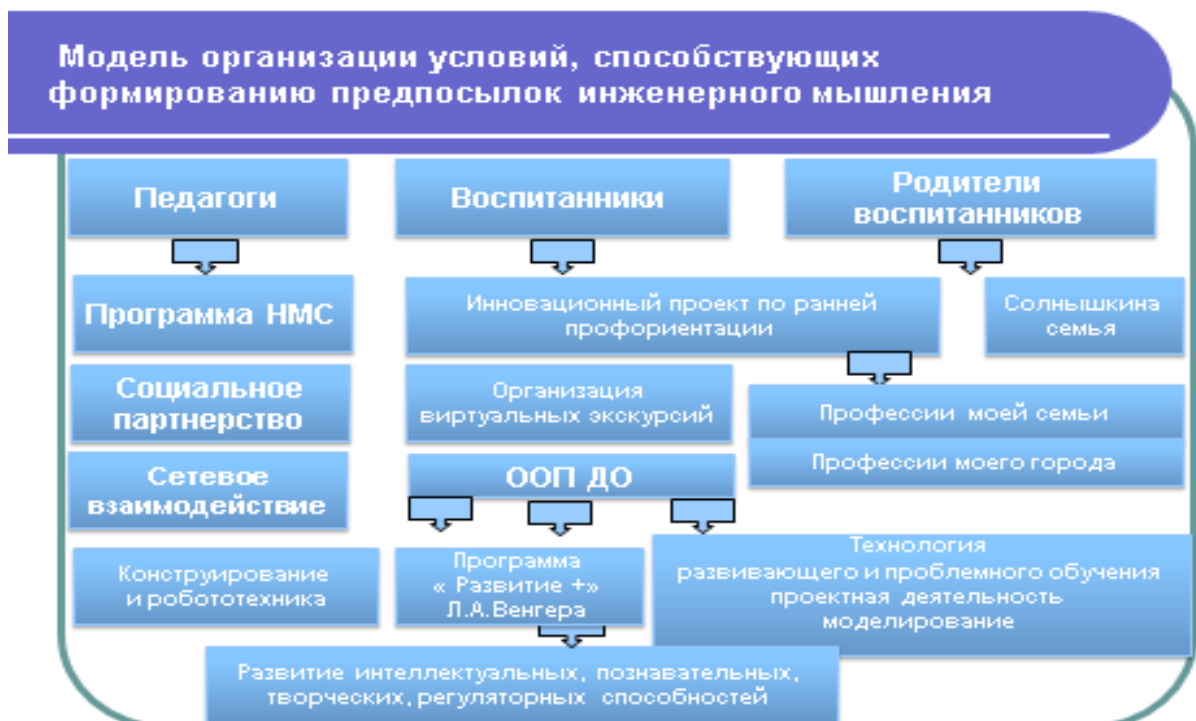 Модель организации условий, способствующих
формированию предпосылок инженерного мышления
Педагоги
Воспитанники
Родители
воспитанников
Программа НМС
Инновационный проект по ранней
профориентации
Солнышкина
семья
Социальное
партнерство
Организация
виртуальных экскурсий
Профессии моей семьи
Профессии моего города
Сетевое
взаимодействие
ООП ДО
Конструирование
и робототехника
Программа
« Развитие +»
Л.А.Венгера
Технология
развивающего и проблемного обучения
проектная деятельность
моделирование
Развитие интеллектуальных, познавательных,
творческих, регуляторных способностей